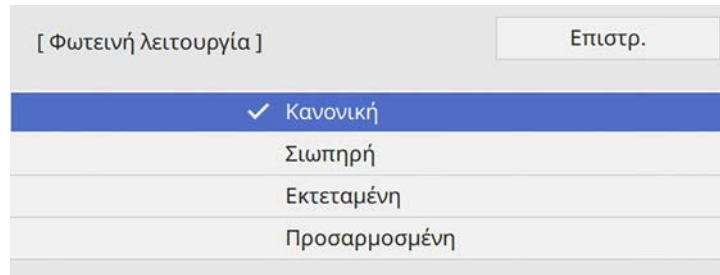 [ Φωτεινή λειτουργία ]
Επιστρ.
Κανονική
Σιωπηρή
Εκτεταμένη
Προσαρμοσμένη